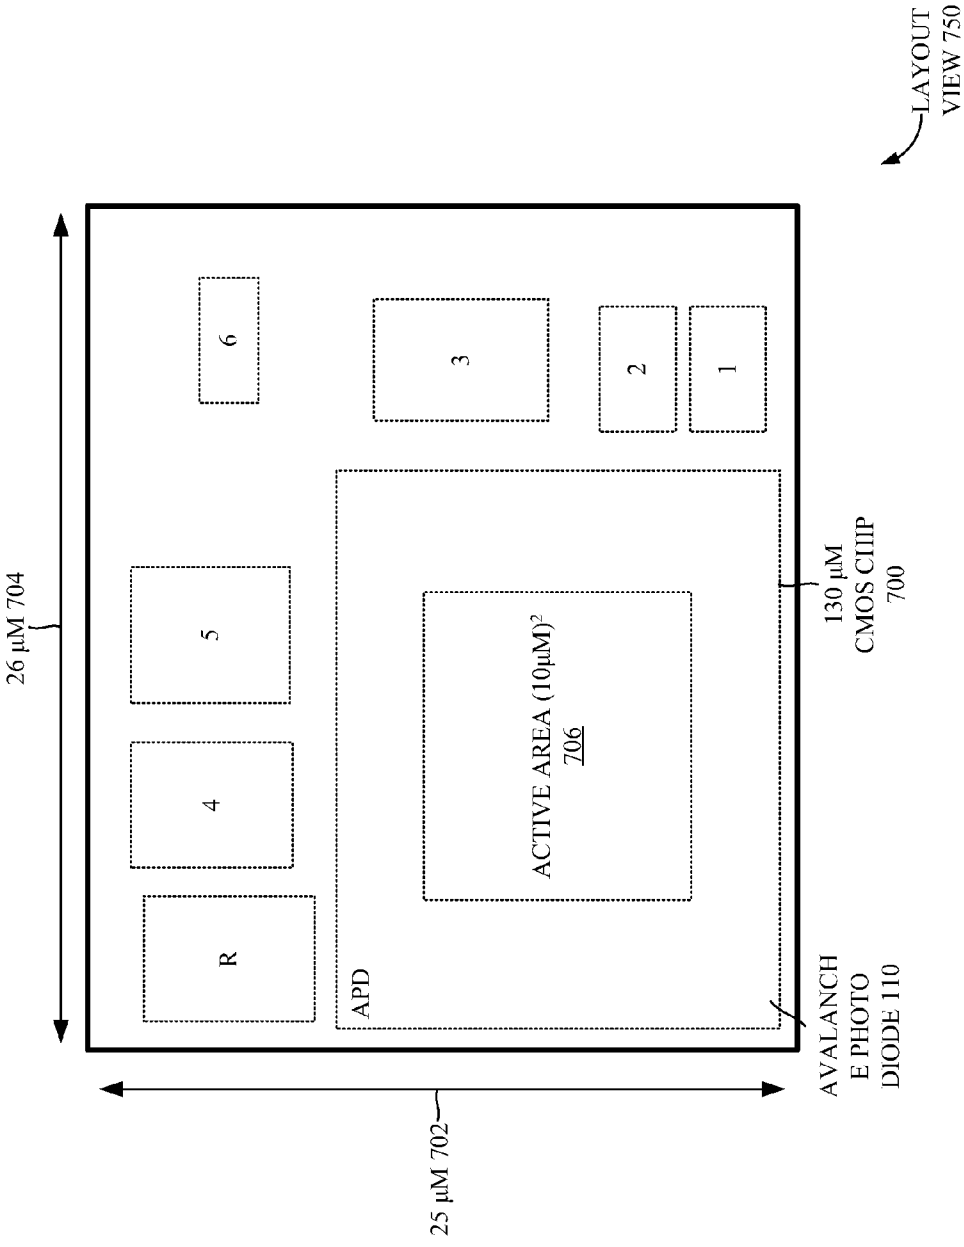 26 µM 704
R
4
5
6
APD
25 µM 702
3
ACTIVE AREA (10µM)²
706
2
1
AVALANCH
E PHOTO
DIODE 110
130 µM
CMOS CHIP
700
LAYOUT
VIEW 750